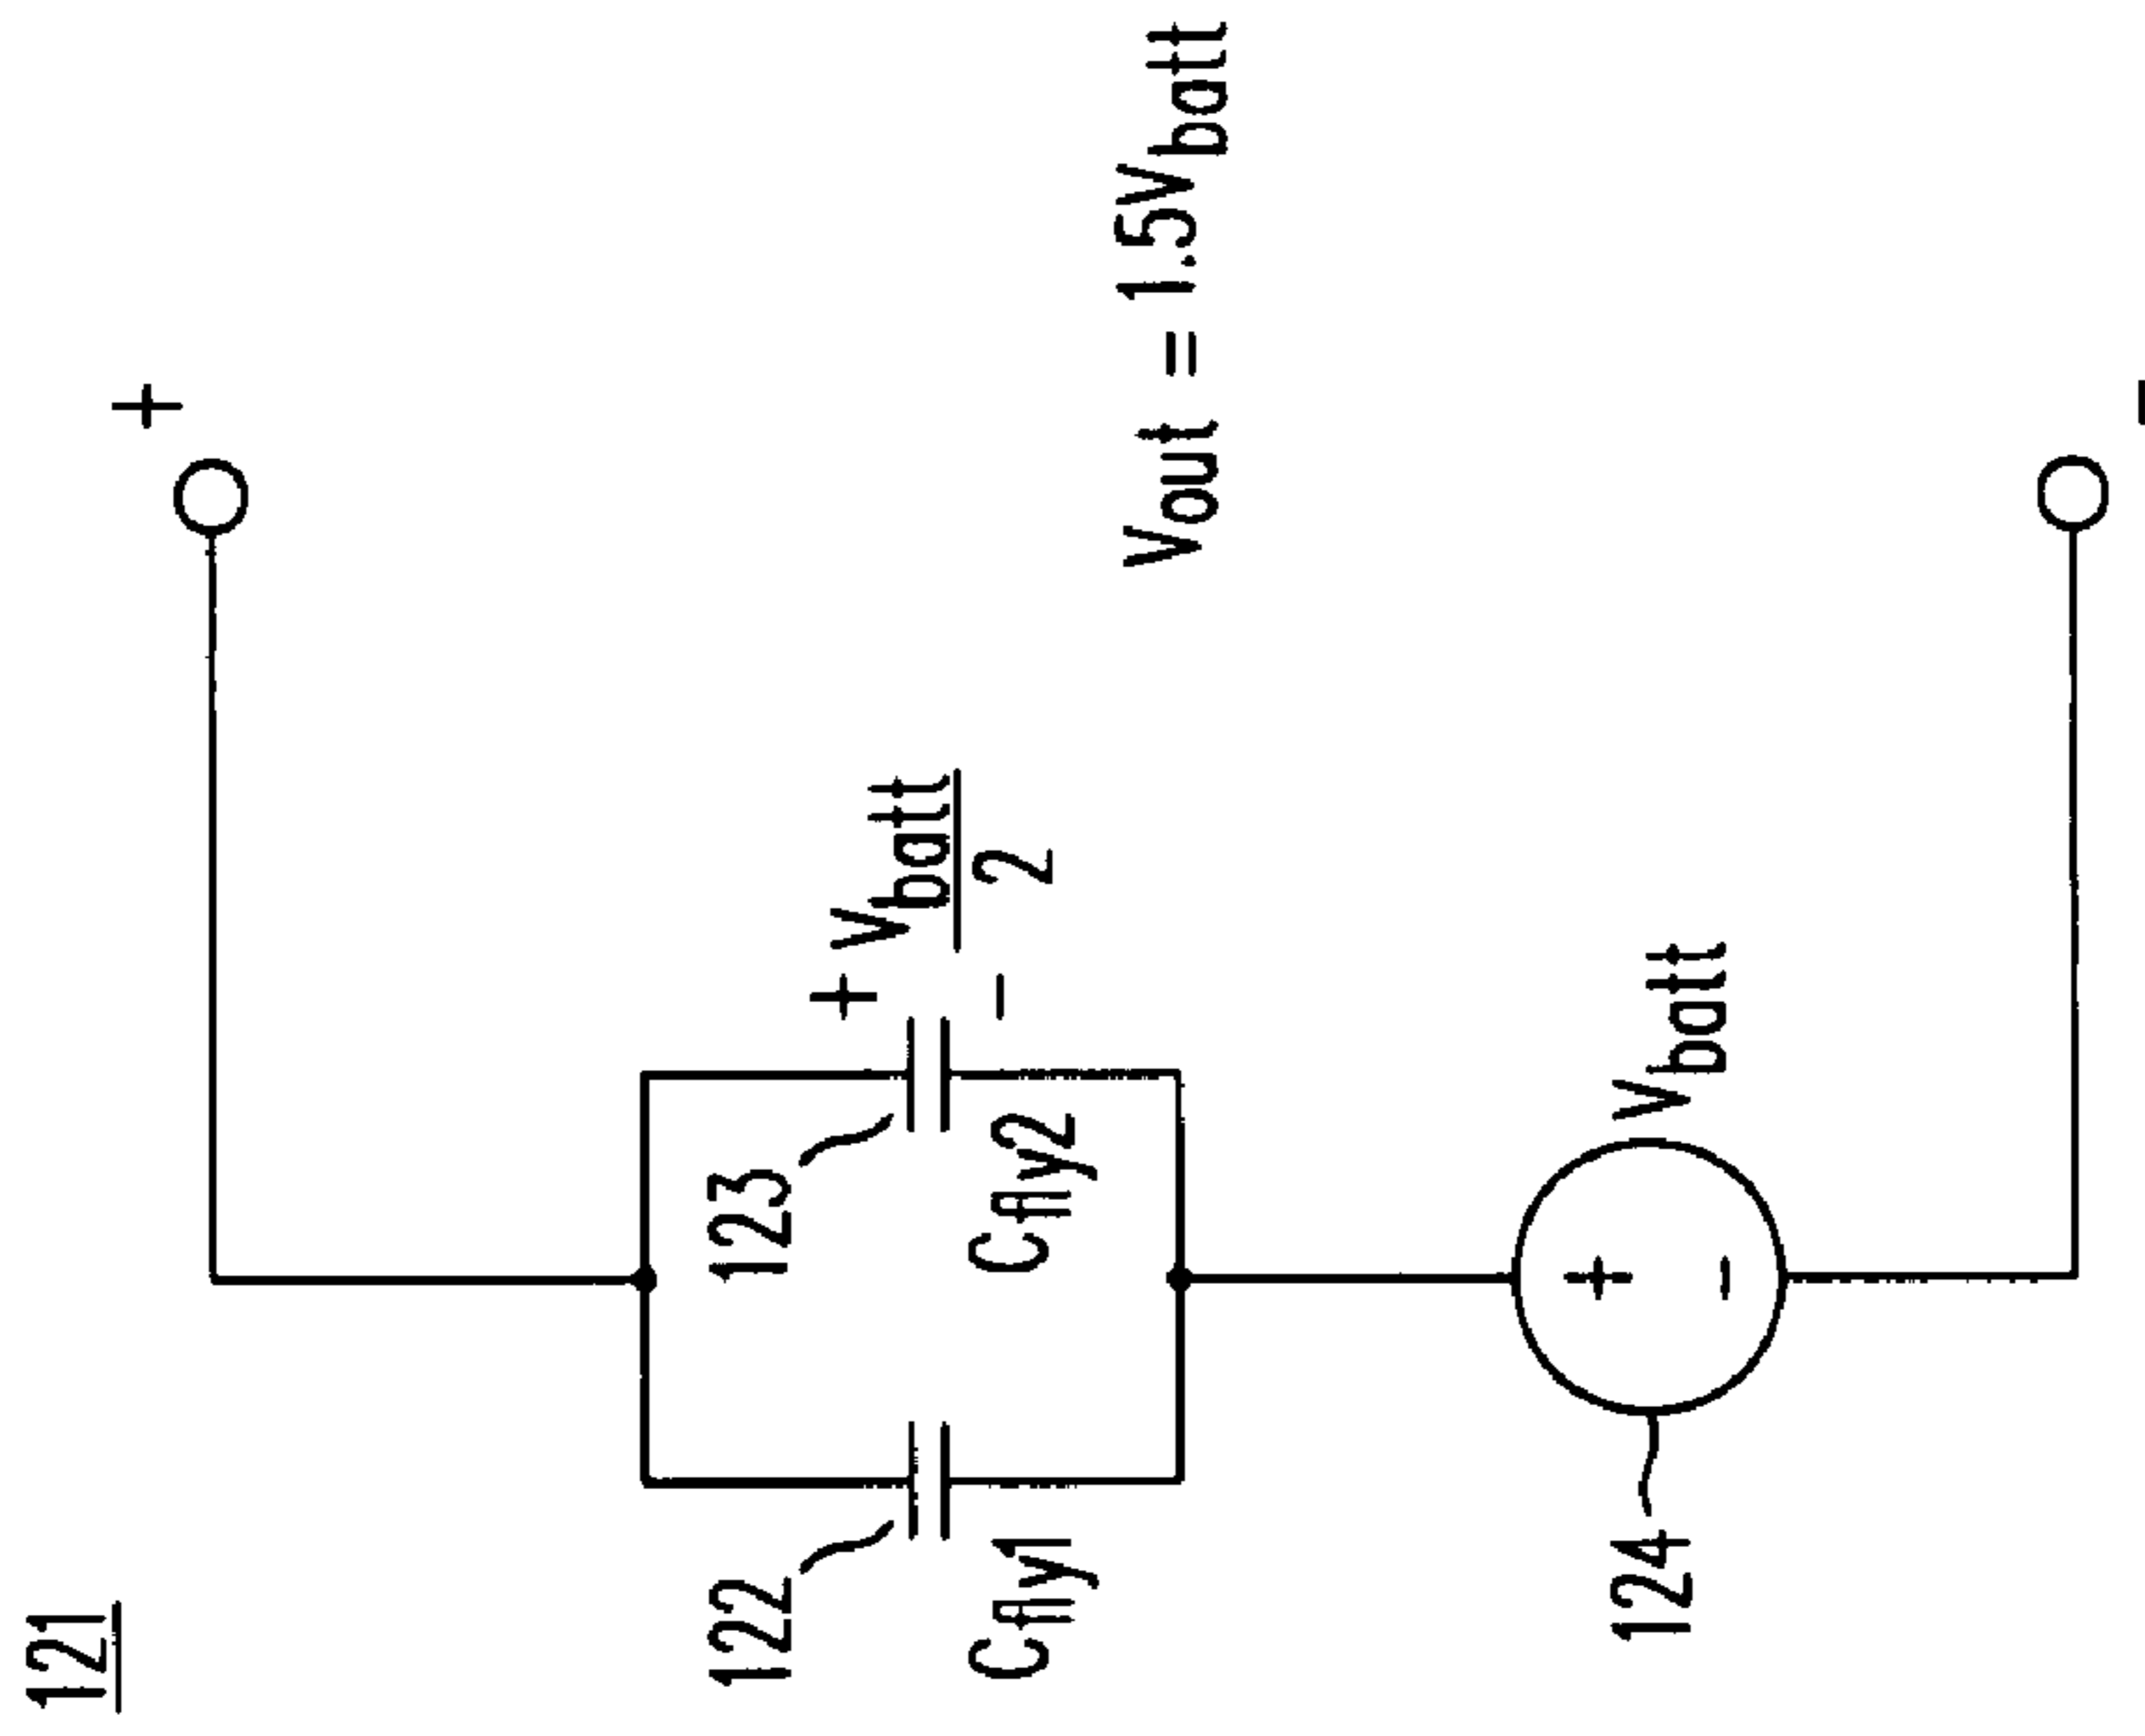 121
+
122
123
+ Vbatt
2
−
Cfly1
Cfly2
Vout = 1.5Vbatt
124
+
−
Vbatt
−